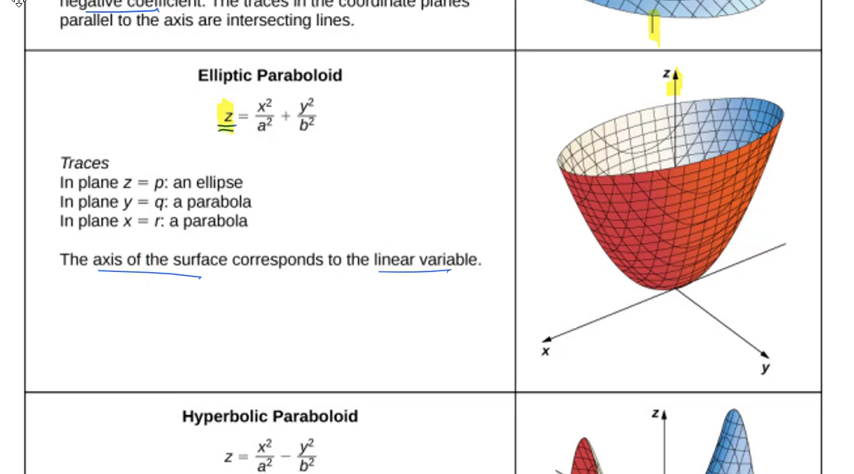 negative coefficient. The traces in the coordinate planes
parallel to the axis are intersecting lines.
Elliptic Paraboloid
z = x²/a² + y²/b²
Traces
In plane z = p: an ellipse
In plane y = q: a parabola
In plane x = r: a parabola
The axis of the surface corresponds to the linear variable.
z
x
y
Hyperbolic Paraboloid
z = x²/a² − y²/b²
z